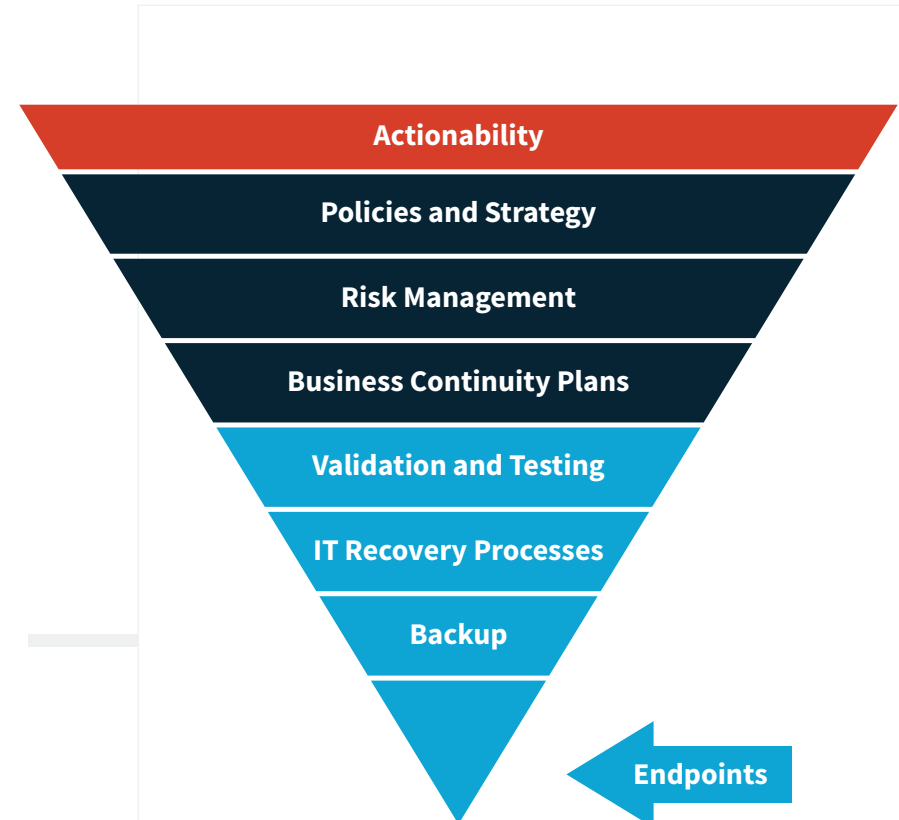 Actionability
Policies and Strategy
Risk Management
Business Continuity Plans
Validation and Testing
IT Recovery Processes
Backup
Endpoints